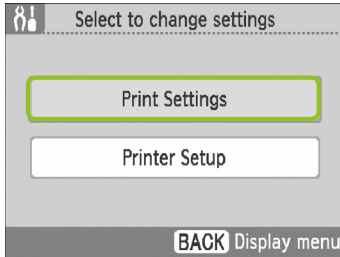 Select to change settings
Print Settings
Printer Setup
BACK Display menu